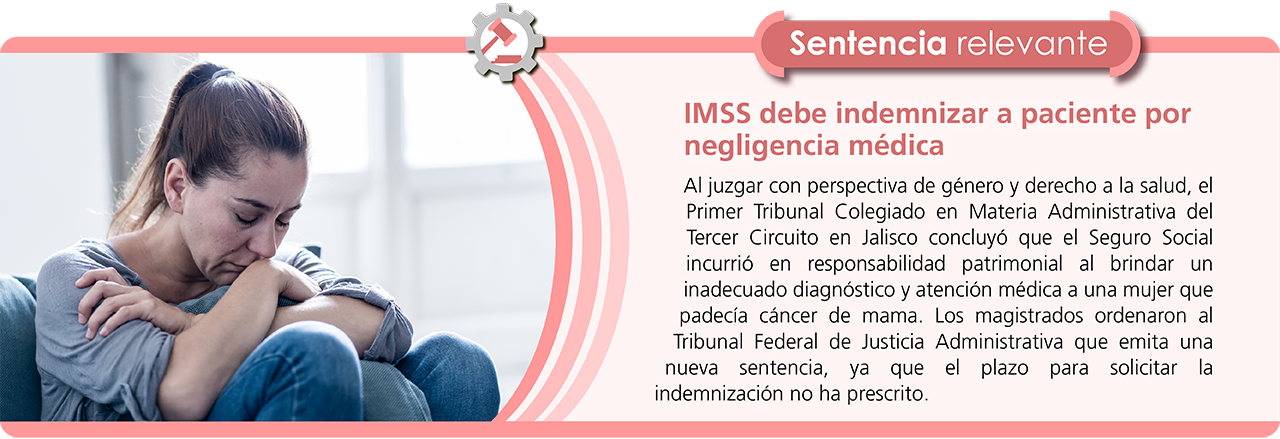 Sentencia relevante
IMSS debe indemnizar a paciente por
negligencia médica
Al juzgar con perspectiva de género y derecho a la salud, el
Primer Tribunal Colegiado en Materia Administrativa del
Tercer Circuito en Jalisco concluyó que el Seguro Social
incurrió en responsabilidad patrimonial al brindar un
inadecuado diagnóstico y atención médica a una mujer que
padecía cáncer de mama. Los magistrados ordenaron al
Tribunal Federal de Justicia Administrativa que emita una
nueva sentencia, ya que el plazo para solicitar la
indemnización no ha prescrito.